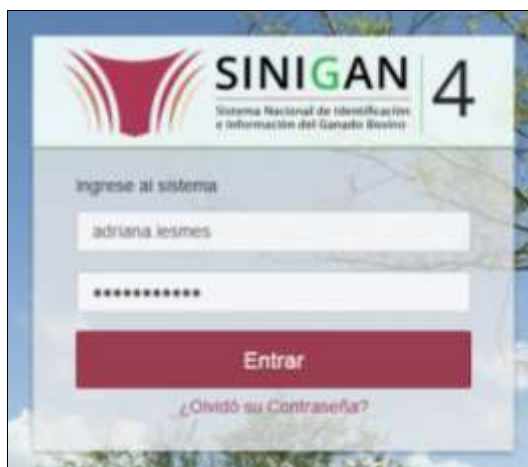 SINIGAN 4
Sistema Nacional de Identificación
e Información del Ganado Bovino
Ingrese al sistema
adriana lesmes
•••••••••••
Entrar
¿Olvidó su Contraseña?